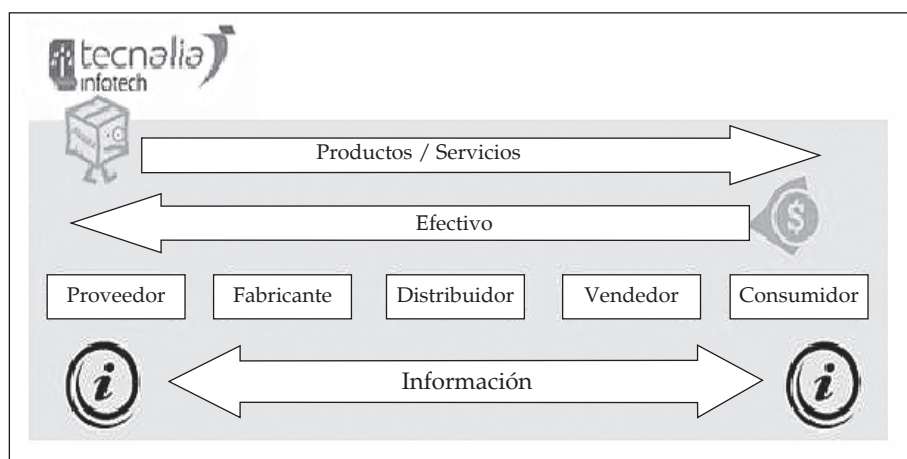 tecnalia
infotech
Productos / Servicios
Efectivo
$
Proveedor Fabricante Distribuidor Vendedor Consumidor
i i
Información